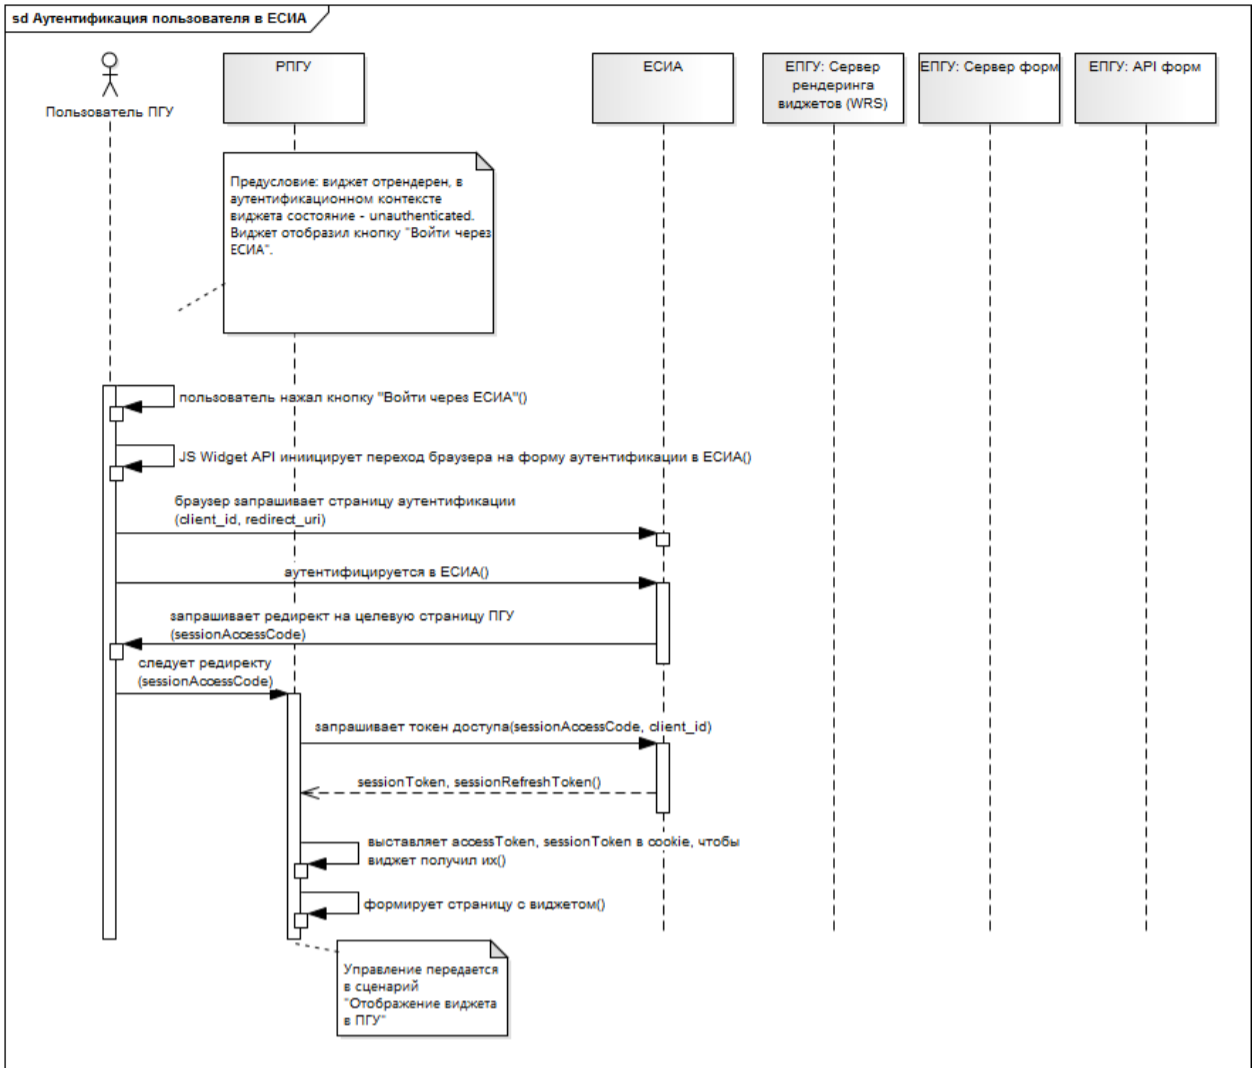 sd Аутентификация пользователя в ЕСИА
Пользователь ПГУ
РПГУ
ЕСИА
ЕПГУ: Сервер
рендеринга
виджетов (WRS)
ЕПГУ: Сервер форм
ЕПГУ: API форм
Предусловие: виджет отрендерен, в
аутентификационном контексте
виджета состояние - unauthenticated.
Виджет отобразил кнопку "Войти через
ЕСИА".
пользователь нажал кнопку "Войти через ЕСИА"()
JS Widget API инициирует переход браузера на форму аутентификации в ЕСИА()
браузер запрашивает страницу аутентификации
(client_id, redirect_uri)
аутентифицируется в ЕСИА()
запрашивает редирект на целевую страницу ПГУ
(sessionAccessCode)
следует редиректу
(sessionAccessCode)
запрашивает токен доступа(sessionAccessCode, client_id)
sessionToken, sessionRefreshToken()
выставляет accessToken, sessionToken в cookie, чтобы
виджет получил их()
формирует страницу с виджетом()
Управление передается
в сценарий
"Отображение виджета
в ПГУ"